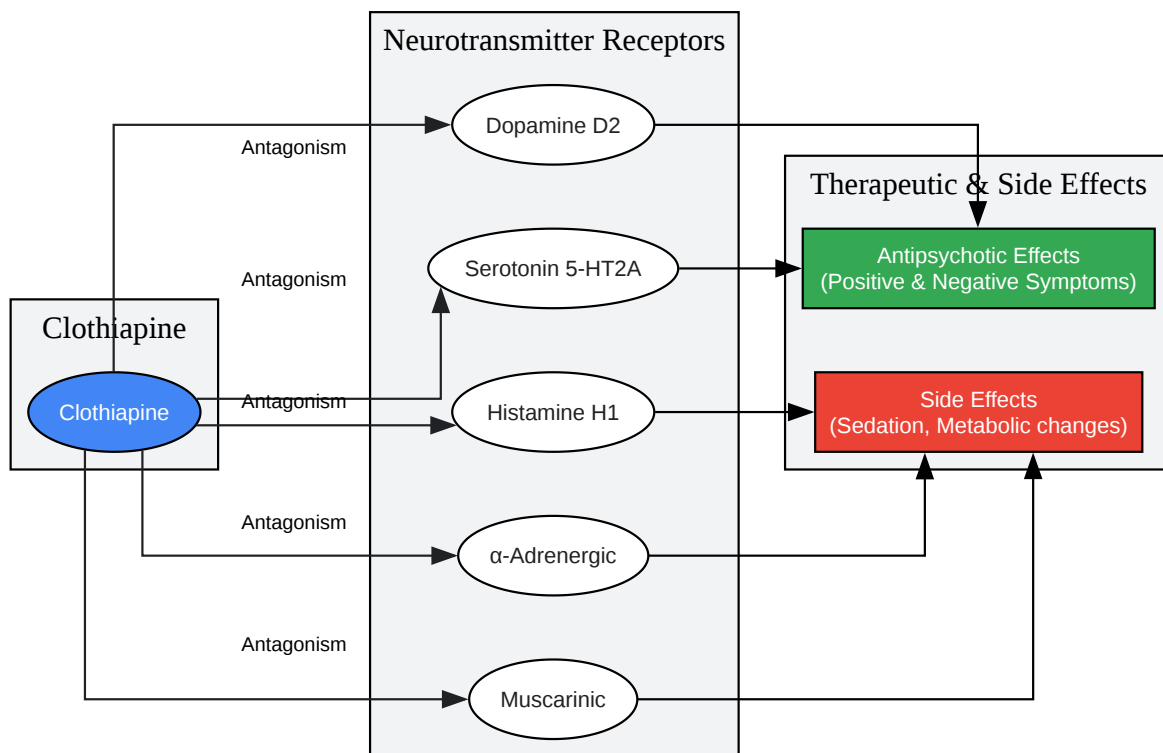 Neurotransmitter Receptors
Dopamine D2
Antagonism
Therapeutic & Side Effects
Antipsychotic Effects
(Positive & Negative Symptoms)
Serotonin 5-HT2A
Antagonism
Clothiapine
Clothiapine
Antagonism
Histamine H1
Side Effects
(Sedation, Metabolic changes)
Antagonism
α-Adrenergic
Antagonism
Muscarinic